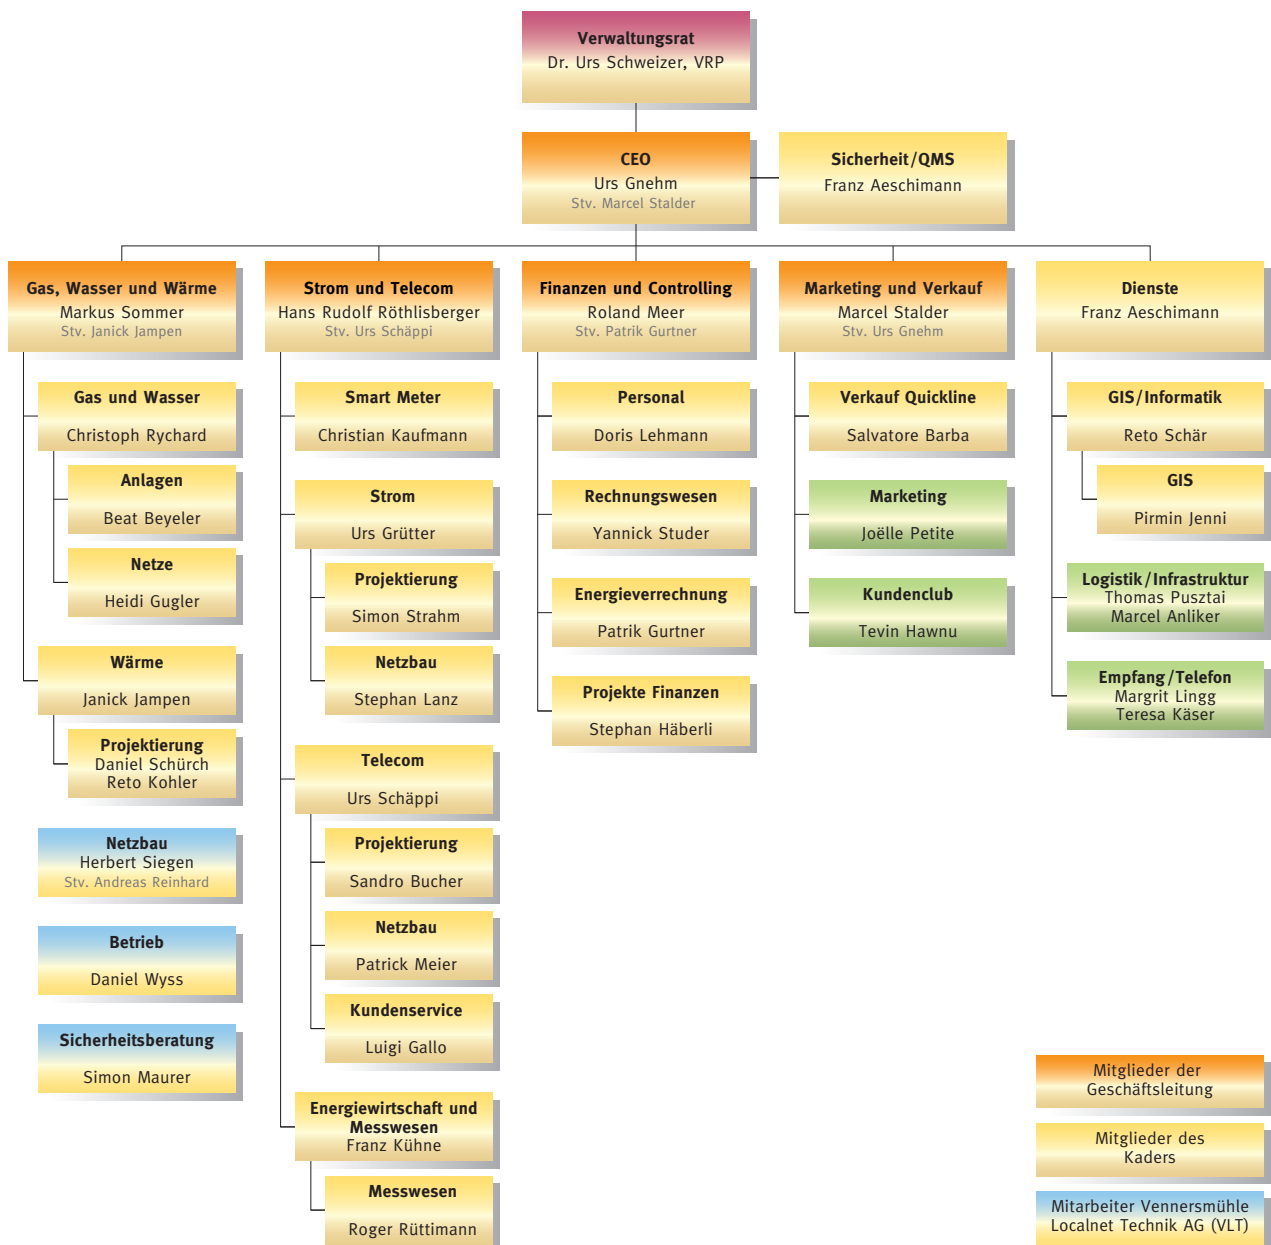 Verwaltungsrat
Dr. Urs Schweizer, VRP
CEO
Urs Gnehm
Stv. Marcel Stalder
Sicherheit/QMS
Franz Aeschimann
Gas, Wasser und Wärme
Markus Sommer
Stv. Janick Jampen
Gas und Wasser
Christoph Rychard
Anlagen
Beat Beyeler
Netze
Heidi Gugler
Wärme
Janick Jampen
Projektierung
Daniel Schürch
Reto Kohler
Netzbau
Herbert Siegen
Stv. Andreas Reinhard
Betrieb
Daniel Wyss
Sicherheitsberatung
Simon Maurer
Strom und Telecom
Hans Rudolf Röthlisberger
Stv. Urs Schäppi
Smart Meter
Christian Kaufmann
Strom
Urs Grütter
Projektierung
Simon Strahm
Netzbau
Stephan Lanz
Telecom
Urs Schäppi
Projektierung
Sandro Bucher
Netzbau
Patrick Meier
Kundenservice
Luigi Gallo
Energiewirtschaft und
Messwesen
Franz Kühne
Messwesen
Roger Rüttimann
Finanzen und Controlling
Roland Meer
Stv. Patrik Gurtner
Personal
Doris Lehmann
Rechnungswesen
Yannick Studer
Energieverrechnung
Patrik Gurtner
Projekte Finanzen
Stephan Häberli
Marketing und Verkauf
Marcel Stalder
Stv. Urs Gnehm
Verkauf Quickline
Salvatore Barba
Marketing
Joëlle Petite
Kundenclub
Tevin Hawnu
Dienste
Franz Aeschimann
GIS/Informatik
Reto Schär
GIS
Pirmin Jenni
Logistik/Infrastruktur
Thomas Pusztai
Marcel Anliker
Empfang/Telefon
Margrit Lingg
Teresa Käser
Mitglieder der
Geschäftsleitung
Mitglieder des
Kaders
Mitarbeiter Vennersmühle
Localnet Technik AG (VLT)